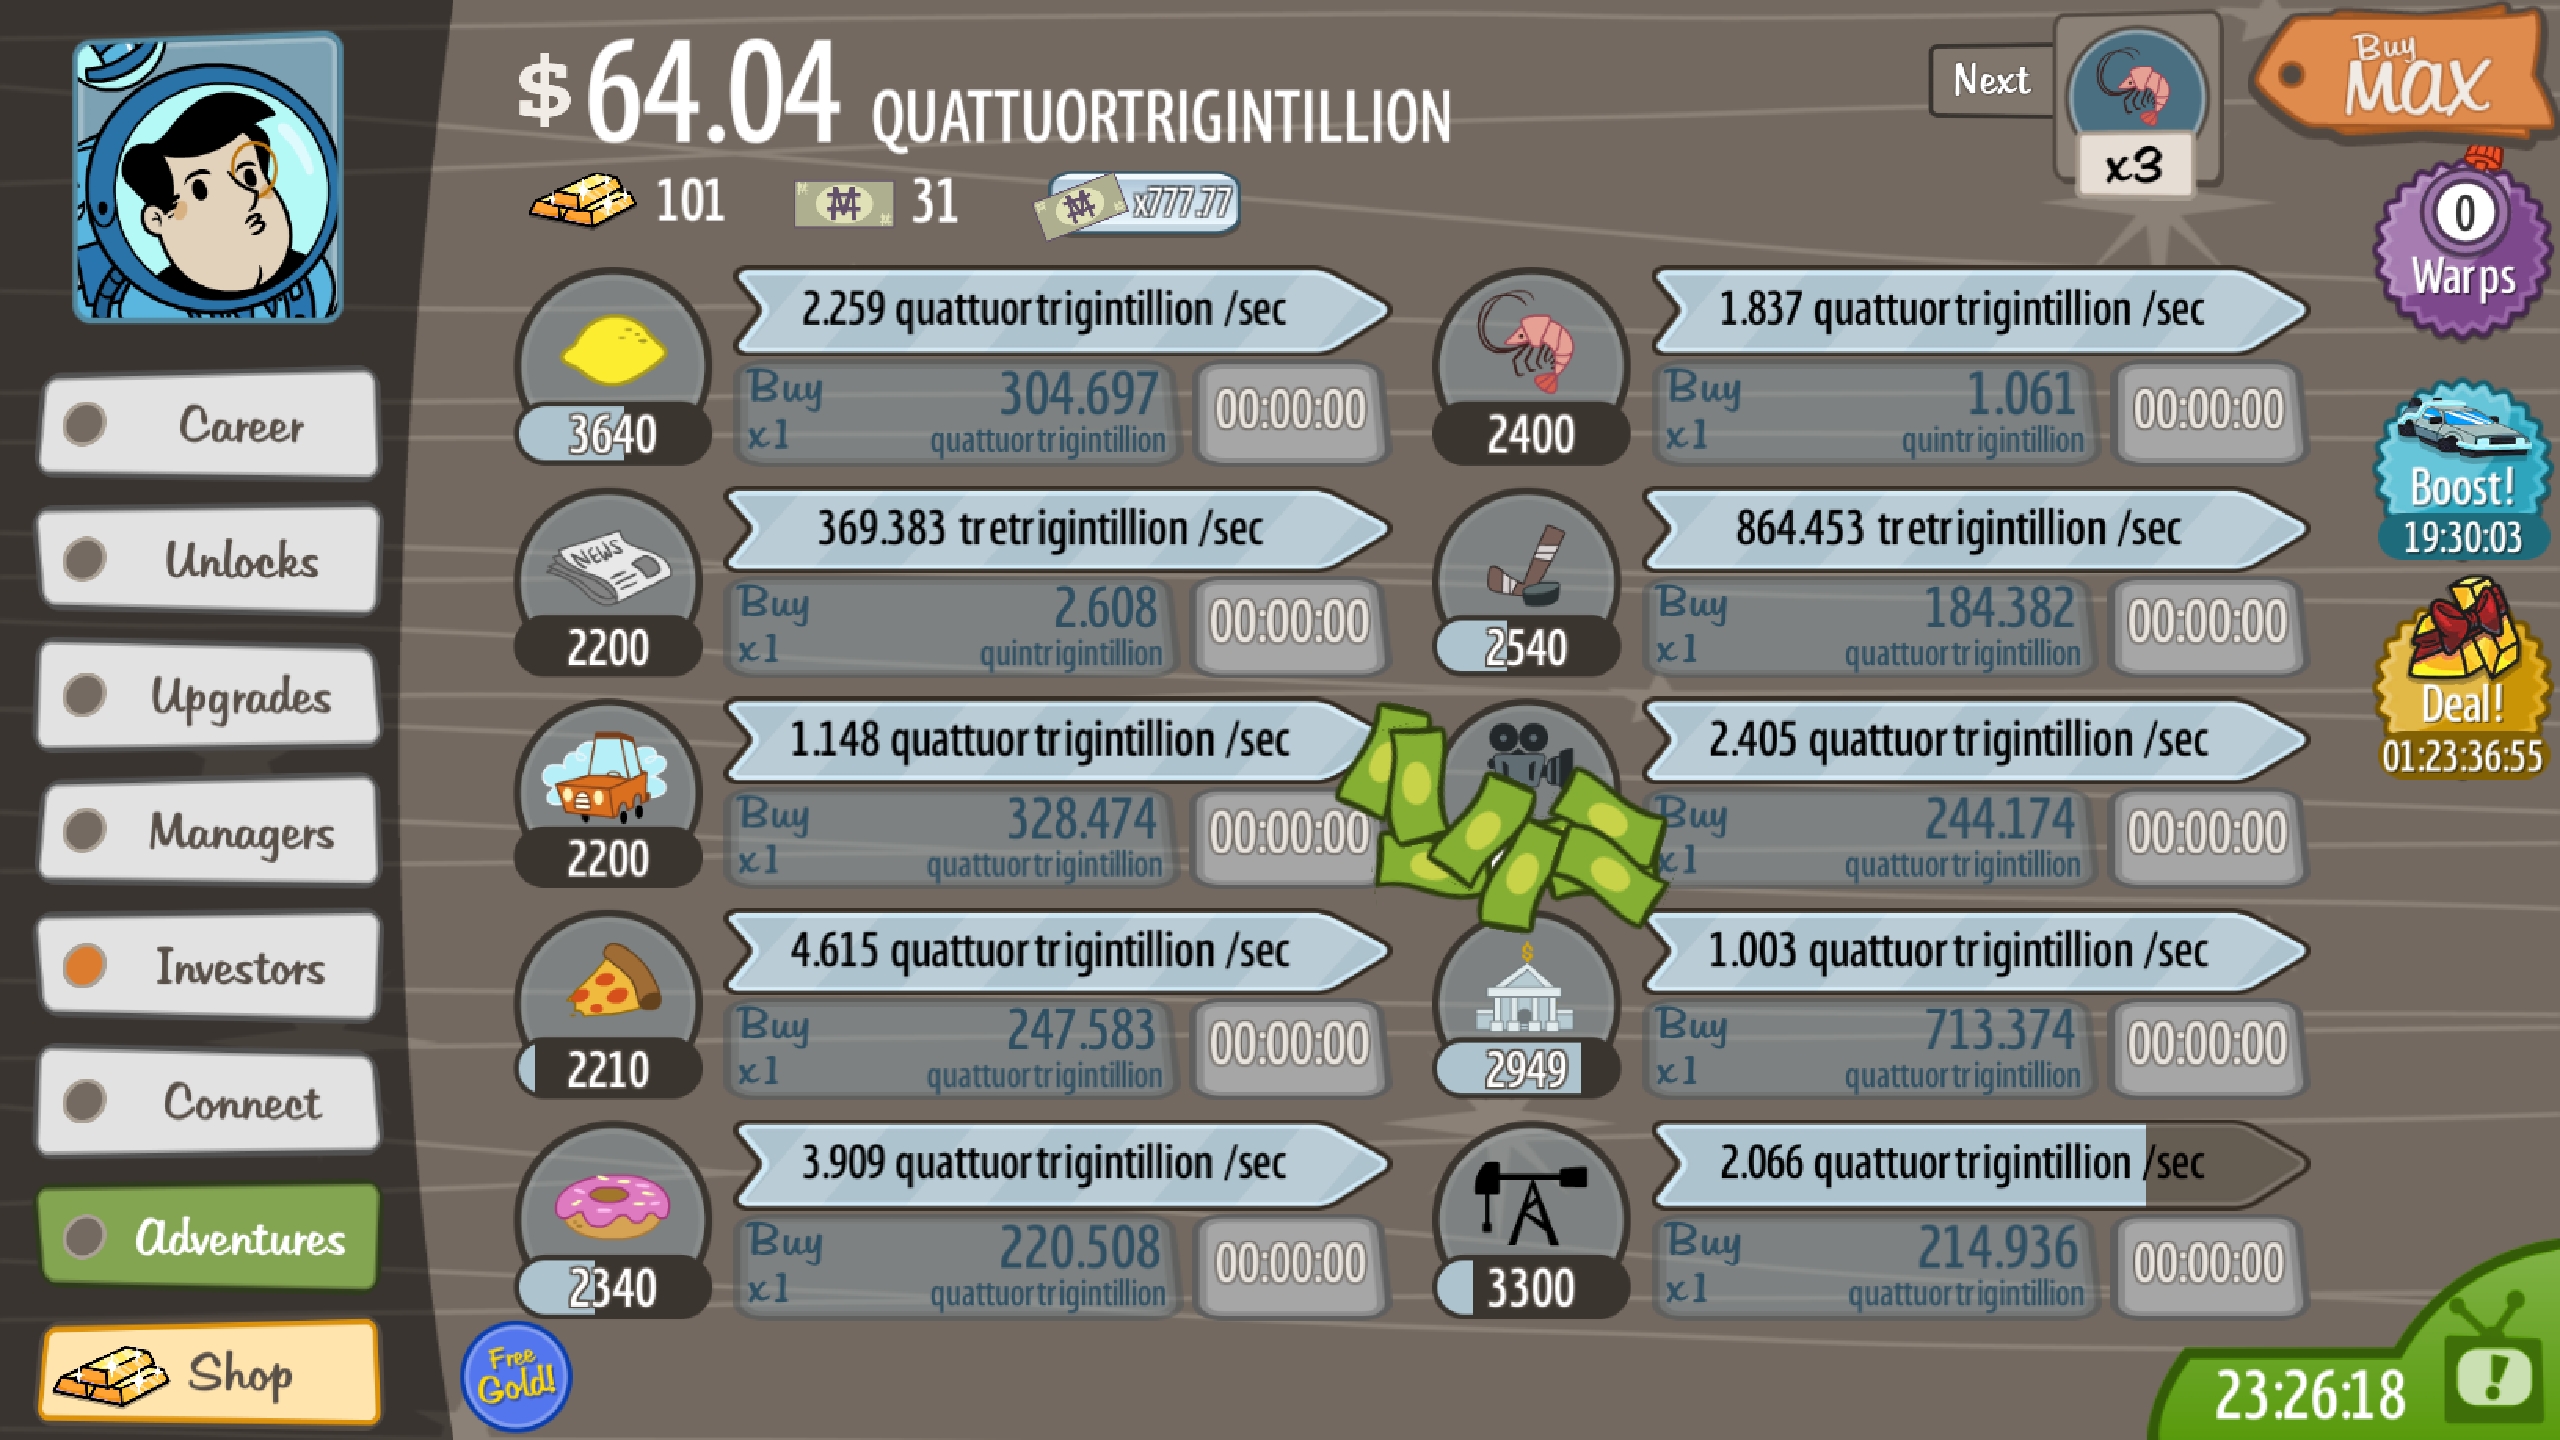 $64.04 QUATTUORTRIGINTILLION
Next
x3
Buy
MAX
101
31
x777.77
0
Warps
Career
Unlocks
Upgrades
Managers
Investors
Connect
Adventures
Shop
2.259 quattuortrigintillion /sec
3640
Buy
x1
304.697
quattuortrigintillion
00:00:00
1.837 quattuortrigintillion /sec
2400
Buy
x1
1.061
quintrigintillion
00:00:00
Boost!
19:30:03
NEWS
369.383 tretrigintillion /sec
2200
Buy
x1
2.608
quintrigintillion
00:00:00
864.453 tretrigintillion /sec
2540
Buy
x1
184.382
quattuortrigintillion
00:00:00
Deal!
01:23:36:55
1.148 quattuortrigintillion /sec
2200
Buy
x1
328.474
quattuortrigintillion
00:00:00
2.405 quattuortrigintillion /sec
Buy
x1
244.174
quattuortrigintillion
00:00:00
4.615 quattuortrigintillion /sec
2210
Buy
x1
247.583
quattuortrigintillion
00:00:00
$
1.003 quattuortrigintillion /sec
2949
Buy
x1
713.374
quattuortrigintillion
00:00:00
3.909 quattuortrigintillion /sec
2340
Buy
x1
220.508
quattuortrigintillion
00:00:00
2.066 quattuortrigintillion /sec
3300
Buy
x1
214.936
quattuortrigintillion
00:00:00
Free
Gold!
23:26:18
!